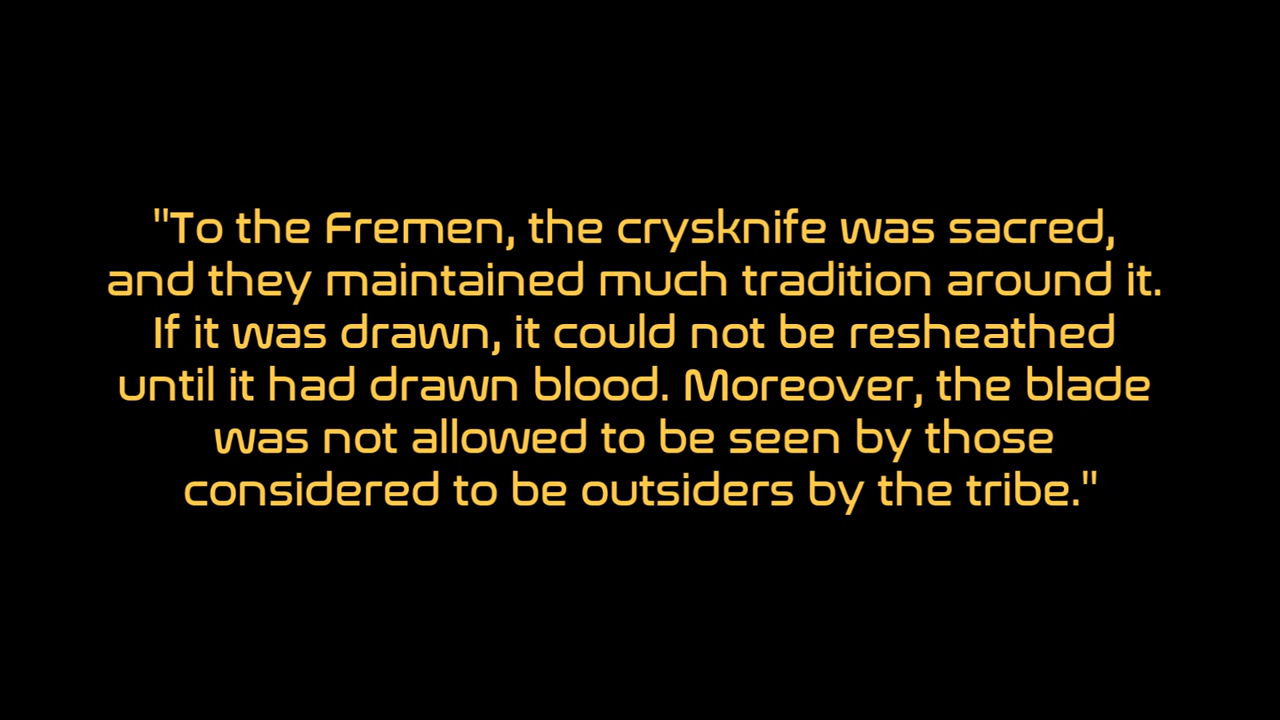 "To the Fremen, the crysknife was sacred,
and they maintained much tradition around it.
If it was drawn, it could not be resheathed
until it had drawn blood. Moreover, the blade
was not allowed to be seen by those
considered to be outsiders by the tribe."